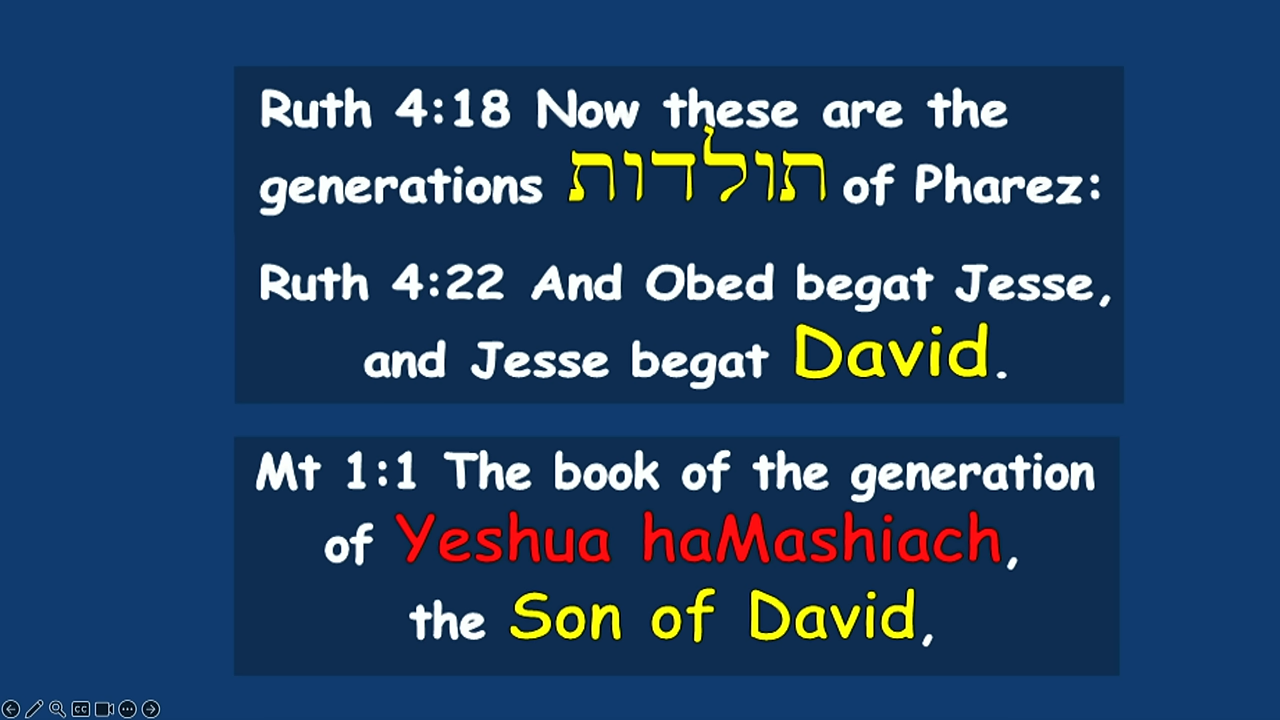 Ruth 4:18 Now these are the
generations תולדות of Pharez:
Ruth 4:22 And Obed begat Jesse,
and Jesse begat David.
Mt 1:1 The book of the generation
of Yeshua haMashiach,
the Son of David,
CC